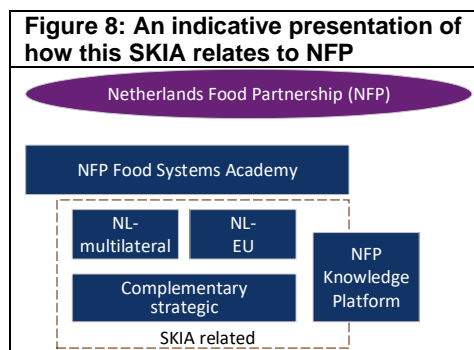 Figure 8: An indicative presentation of
how this SKIA relates to NFP
Netherlands Food Partnership (NFP)
NFP Food Systems Academy
NL-
multilateral
NL-
EU
NFP
Knowledge
Platform
Complementary
strategic
SKIA related